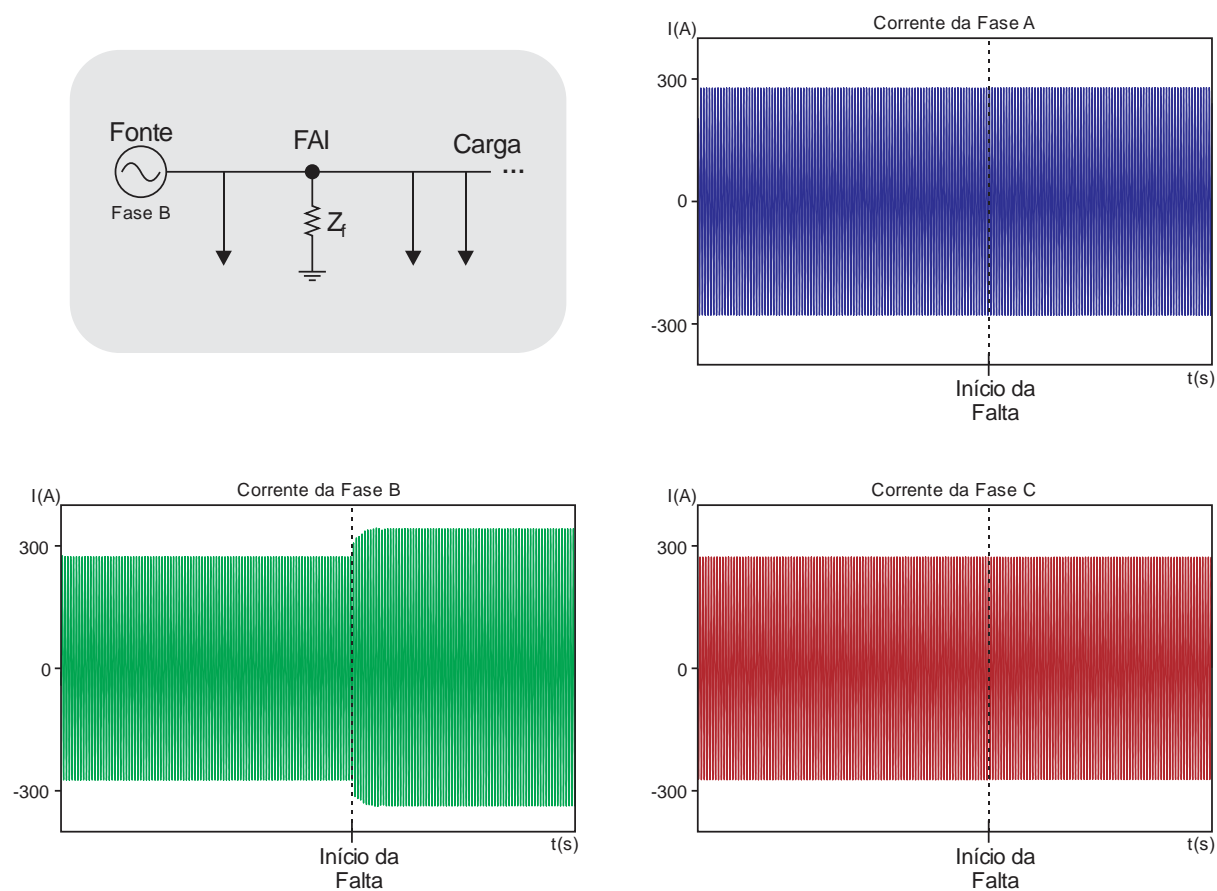 Fonte
Fase B
FAI
Zf
Carga
...
Corrente da Fase A
I(A)
300
0
-300
t(s)
Início da
Falta
Corrente da Fase B
I(A)
300
0
-300
t(s)
Início da
Falta
Corrente da Fase C
I(A)
300
0
-300
t(s)
Início da
Falta